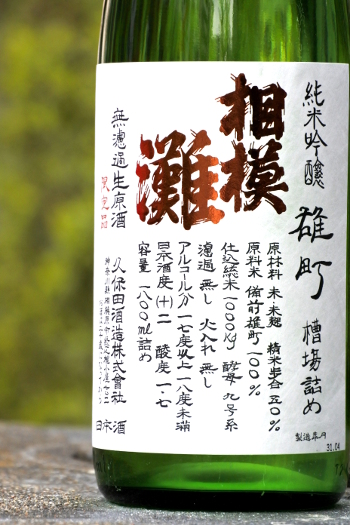 純米吟醸 雄町 槽場詰め
相模
灘
原材料 米・米麹 精米歩合 五〇%
原料米 備前雄町 一〇〇%
仕込総米 一〇〇〇kg 酵母 九号系
濾過 無し 火入れ 無し
アルコール分 一七度以上一八度未満
日本酒度(十)二 酸度 一・七
容量 一八〇〇ml詰め
無濾過生原酒
久保田酒造株式會社
日本酒
製造年月